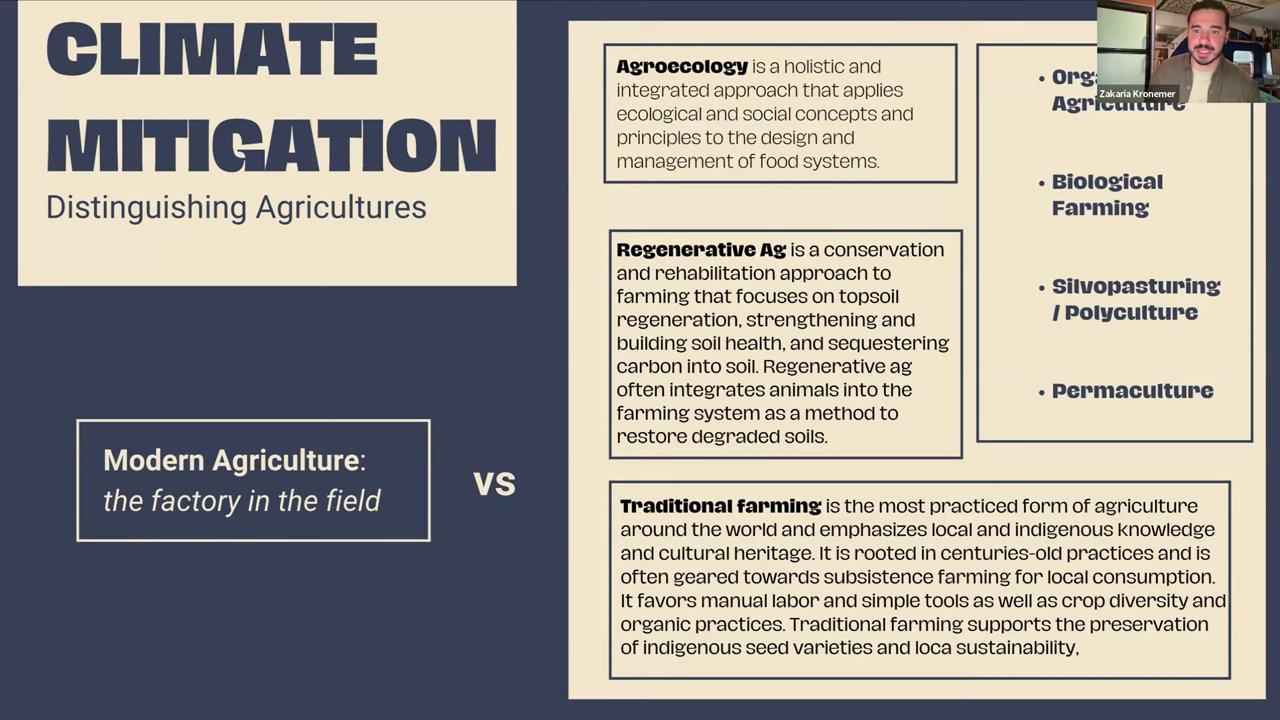 CLIMATE
MITIGATION
Distinguishing Agricultures
Modern Agriculture:
the factory in the field
vs
Agroecology is a holistic and
integrated approach that applies
ecological and social concepts and
principles to the design and
management of food systems.
Regenerative Ag is a conservation
and rehabilitation approach to
farming that focuses on topsoil
regeneration, strengthening and
building soil health, and sequestering
carbon into soil. Regenerative ag
often integrates animals into the
farming system as a method to
restore degraded soils.
Traditional farming is the most practiced form of agriculture
around the world and emphasizes local and indigenous knowledge
and cultural heritage. It is rooted in centuries-old practices and is
often geared towards subsistence farming for local consumption.
It favors manual labor and simple tools as well as crop diversity and
organic practices. Traditional farming supports the preservation
of indigenous seed varieties and loca sustainability,
Agriculture
• Biological
Farming
• Silvopasturing
/ Polyculture
• Permaculture
Zakaria Kronemer